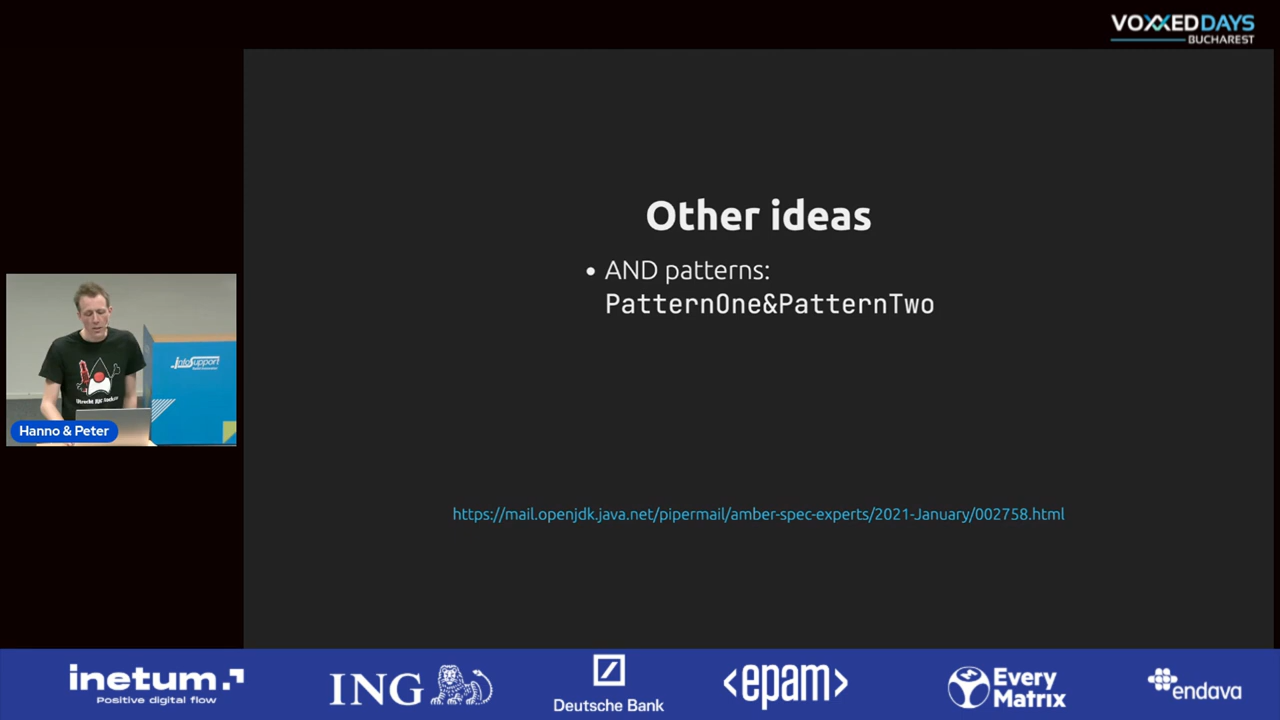 VOXXED DAYS
BUCHAREST
Other ideas
• AND patterns:
PatternOne&PatternTwo
infoSupport
Hanno & Peter
https://mail.openjdk.java.net/pipermail/amber-spec-experts/2021-January/002758.html
inetum.
Positive digital flow
ING
Deutsche Bank
<epam>
Every
Matrix
endava